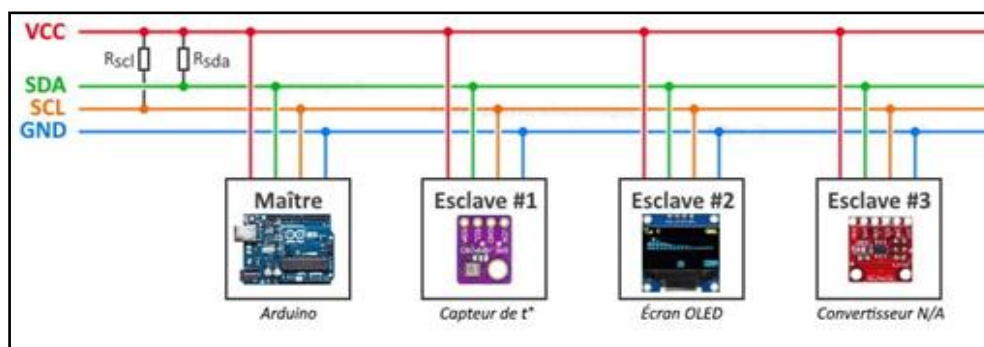 VCC
Rscl Rsda
SDA
SCL
GND
Maître Esclave #1 Esclave #2 Esclave #3
Arduino Capteur de t° Écran OLED Convertisseur N/A